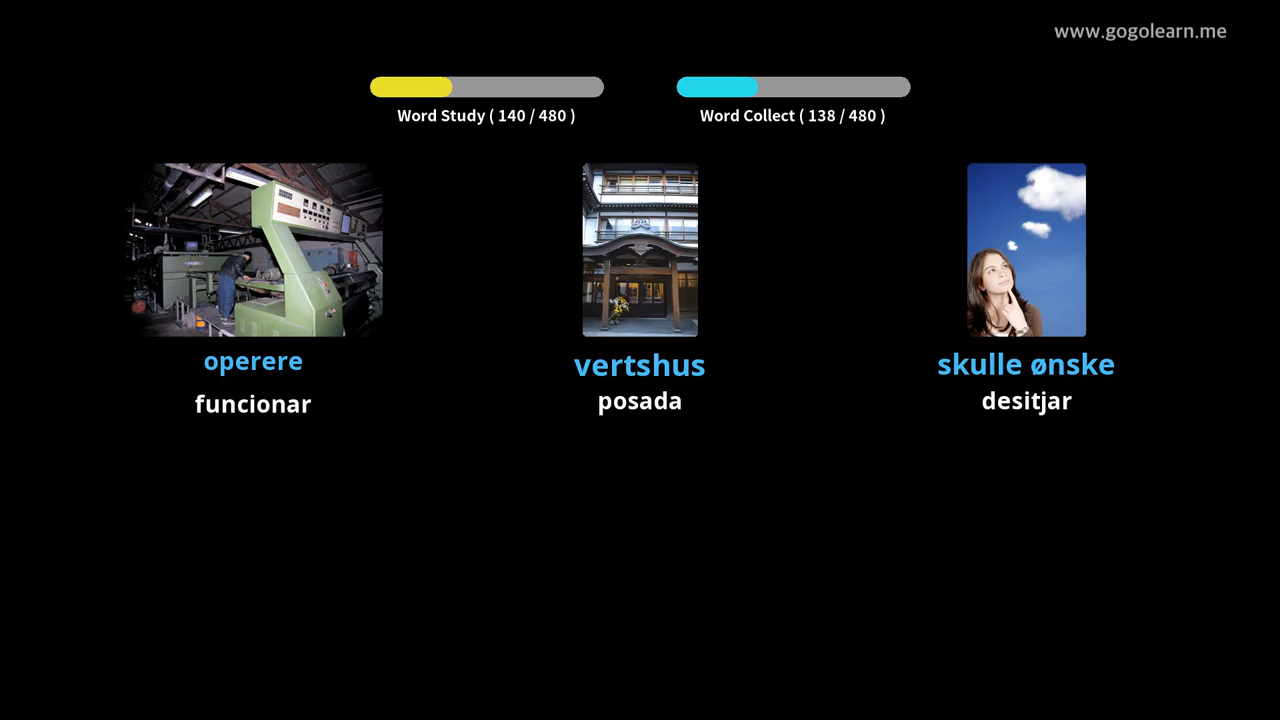 www.gogolearn.me
Word Study ( 140 / 480 )
Word Collect ( 138 / 480 )
operere
vertshus
skulle ønske
funcionar
posada
desitjar